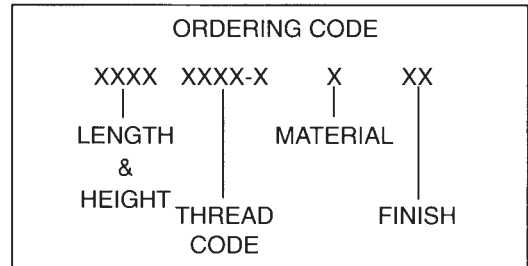 ORDERING CODE
XXXX XXXX-X X XX
LENGTH
&
HEIGHT
THREAD
CODE
MATERIAL
FINISH